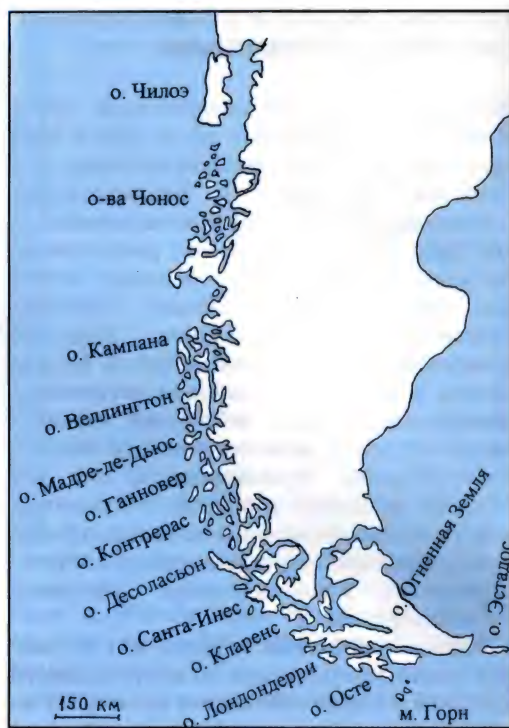 о. Чилоэ
о-ва Чонос
о. Кампана
о. Веллингтон
о. Мадре-де-Дьюс
о. Ганновер
о. Контрерас
о. Десоласьон
о. Санта-Инес
о. Кларенс
о. Лондондерри
о. Осте
м. Горн
о. Огненная Земля
о. Эстадос
150 км